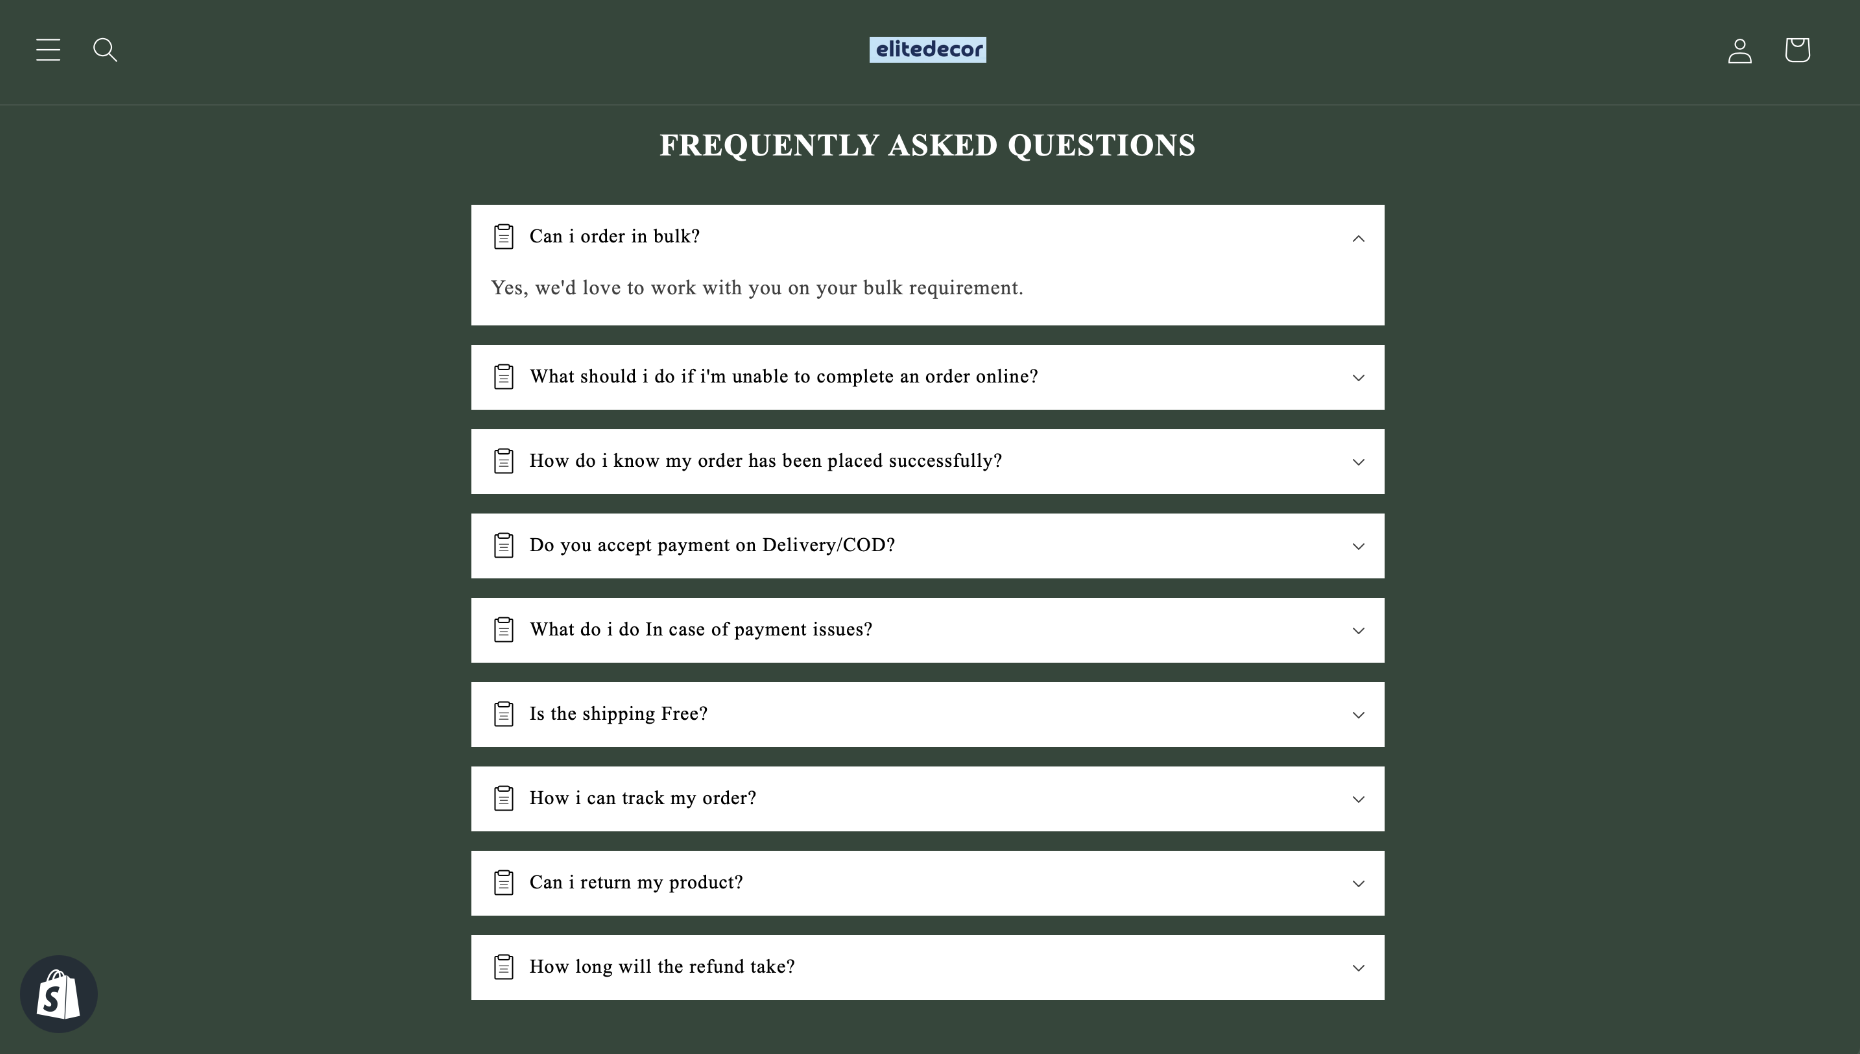 elitedecor
FREQUENTLY ASKED QUESTIONS
Can i order in bulk?
Yes, we'd love to work with you on your bulk requirement.
What should i do if i'm unable to complete an order online?
How do i know my order has been placed successfully?
Do you accept payment on Delivery/COD?
What do i do In case of payment issues?
Is the shipping Free?
How i can track my order?
Can i return my product?
How long will the refund take?